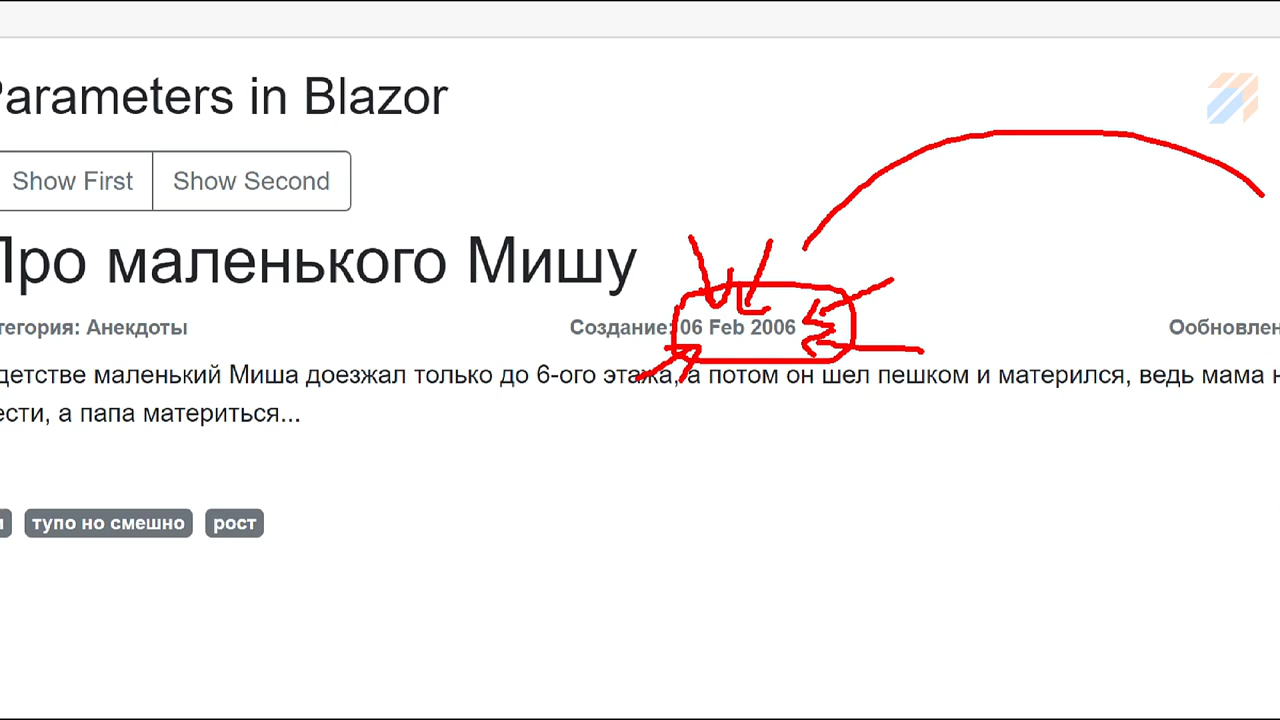 Parameters in Blazor
Show First Show Second
Про маленького Мишу
тегория: Анекдоты Создание: 06 Feb 2006 Ообновлен
детстве маленький Миша доезжал только до 6-ого этажа, а потом он шел пешком и матерился, ведь мама н
ести, а папа материться...
тупо но смешно рост